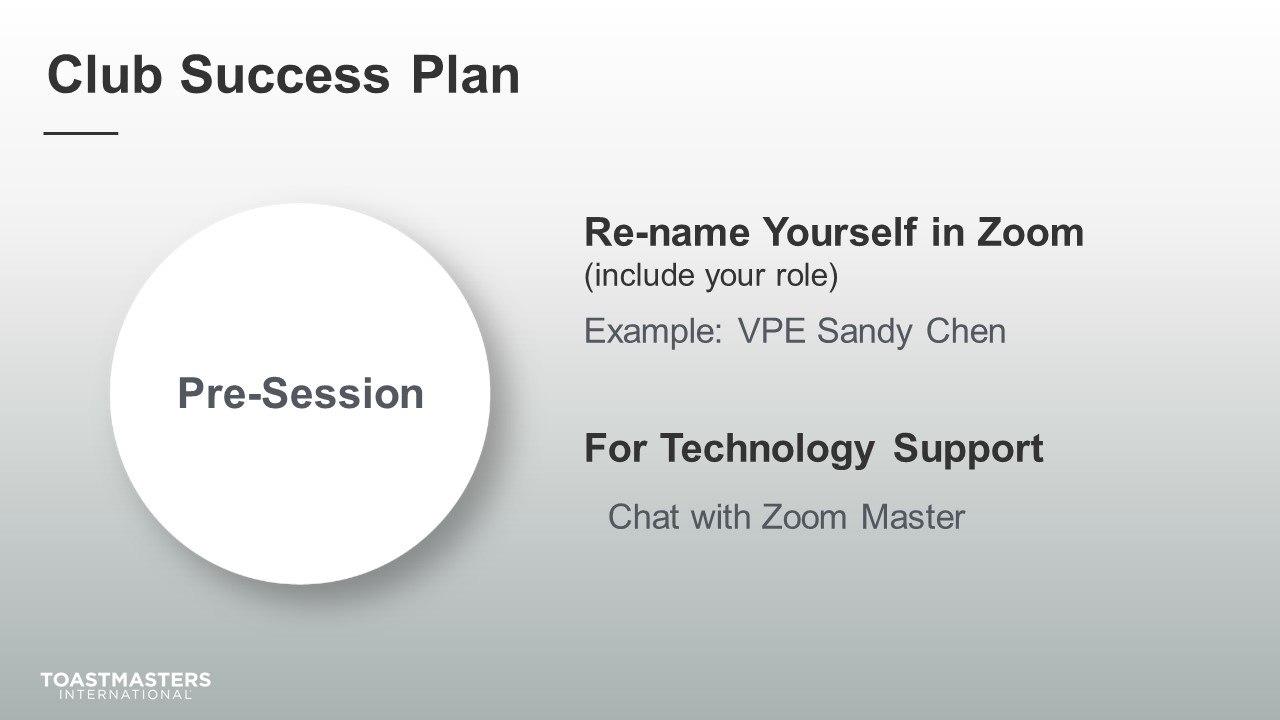 Club Success Plan
Pre-Session
Re-name Yourself in Zoom
(include your role)
Example: VPE Sandy Chen
For Technology Support
Chat with Zoom Master
TOASTMASTERS
INTERNATIONAL